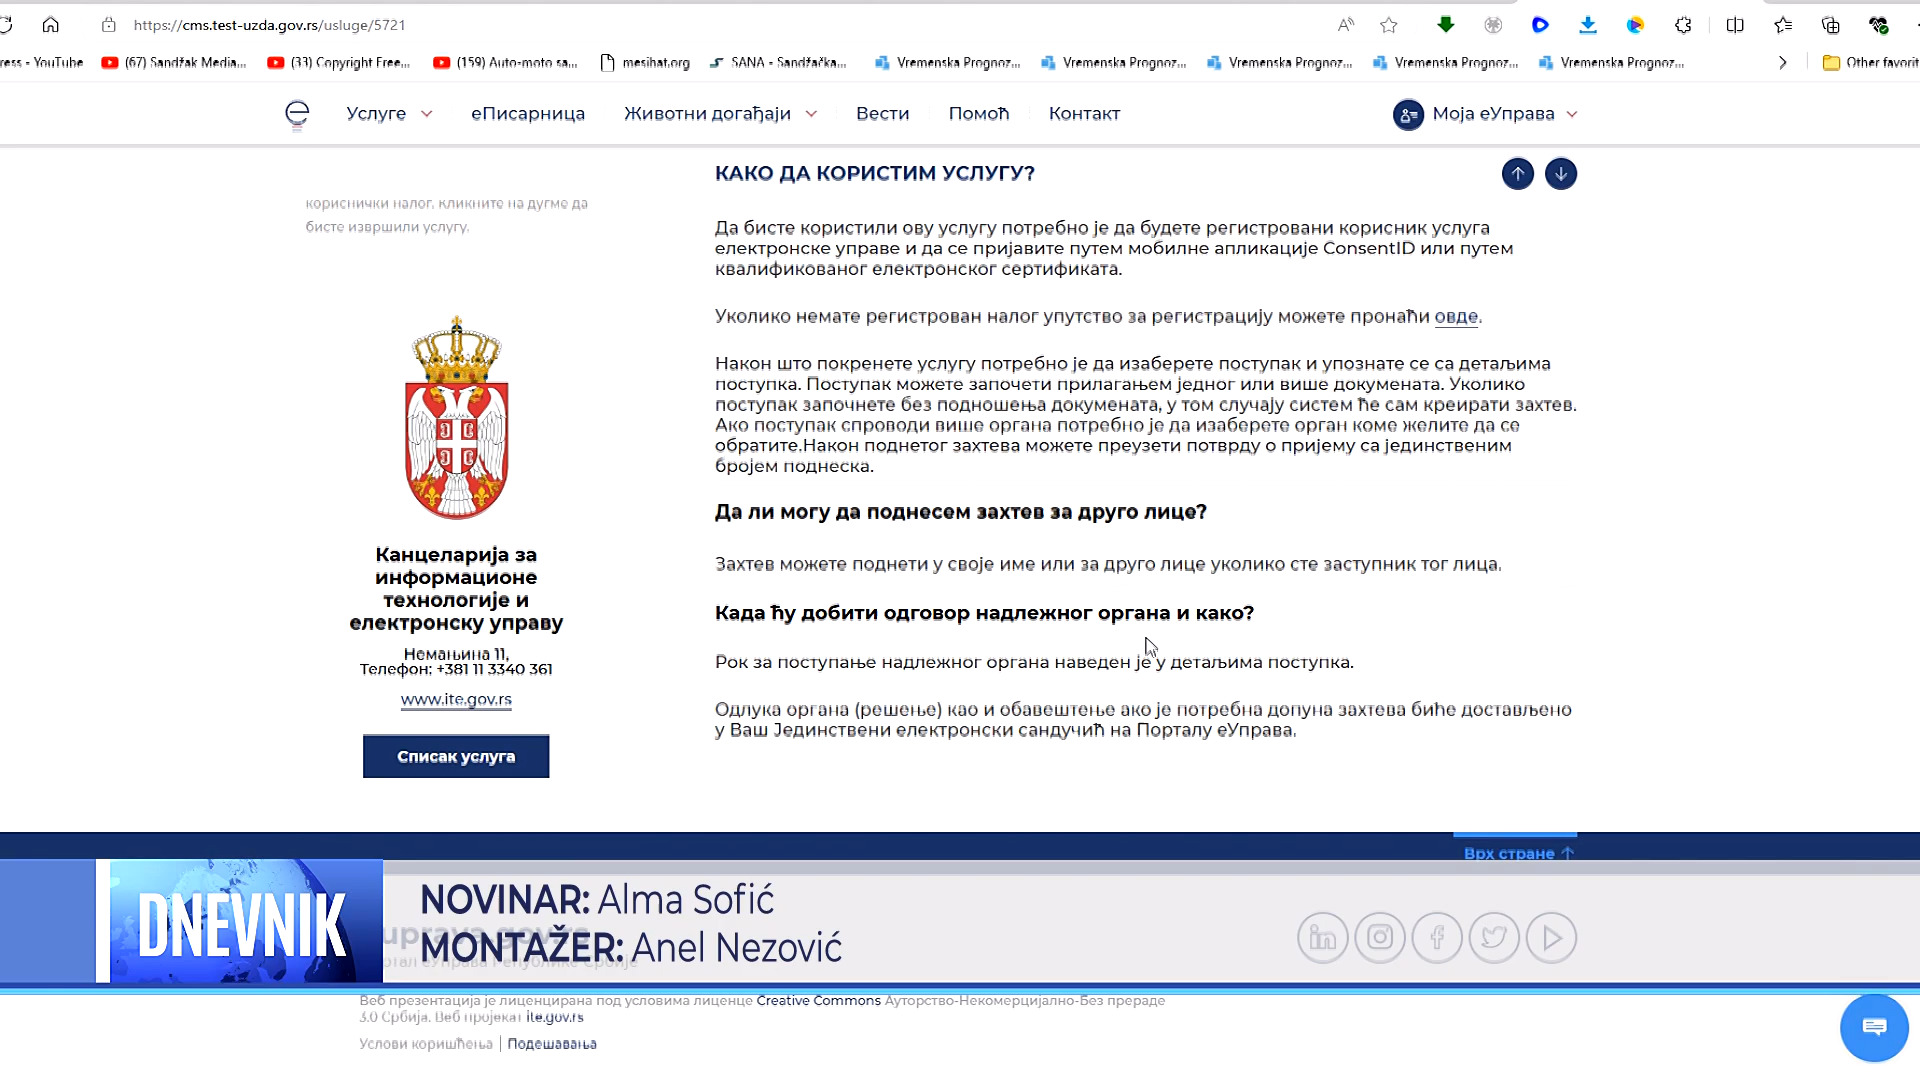 https://cms.test-uzda.gov.rs/usluge/5721
ress - YouTube (67) Sandžak Media... (33) Copyright Free... (159) Auto-moto sa... mesihat.org SANA - Sandžačka... Vremenska Prognoz... Vremenska Prognoz... Vremenska Prognoz... Vremenska Prognoz... Vremenska Prognoz... Other favorit
Услуге еПисарница Животни догађаји Вести Помоћ Контакт Моја еУправа
кориснички налог, кликните на дугме да
бисте извршили услугу.
Канцеларија за
информационе
технологије и
електронску управу
Немањина 11,
Телефон: +381 11 3340 361
www.ite.gov.rs
Списак услуга
КАКО ДА КОРИСТИМ УСЛУГУ?
Да бисте користили ову услугу потребно је да будете регистровани корисник услуга
електронске управе и да се пријавите путем мобилне апликације ConsentID или путем
квалификованог електронског сертификата.
Уколико немате регистрован налог упутство за регистрацију можете пронаћи овде.
Након што покренете услугу потребно је да изаберете поступак и упознате се са детаљима
поступка. Поступак можете започети прилагањем једног или више докумената. Уколико
поступак започнете без подношења докумената, у том случају систем ће сам креирати захтев.
Ако поступак спроводи више органа потребно је да изаберете орган коме желите да се
обратите.Након поднетог захтева можете преузети потврду о пријему са јединственим
бројем поднеска.
Да ли могу да поднесем захтев за друго лице?
Захтев можете поднети у своје име или за друго лице уколико сте заступник тог лица.
Када ћу добити одговор надлежног органа и како?
Рок за поступање надлежног органа наведен је у детаљима поступка.
Одлука органа (решење) као и обавештење ако је потребна допуна захтева биће достављено
у Ваш Јединствени електронски сандучић на Порталу еУправа.
Врх стране
DNEVNIK
NOVINAR: Alma Sofić
MONTAŽER: Anel Nezović
uprava.gov.rs
ртал еУправа Републике Србије
Веб презентација је лиценцирана под условима лиценце Creative Commons Ауторство-Некомерцијално-Без прераде
3.0 Србија. Веб пројекат ite.gov.rs
Услови коришћења | Подешавања